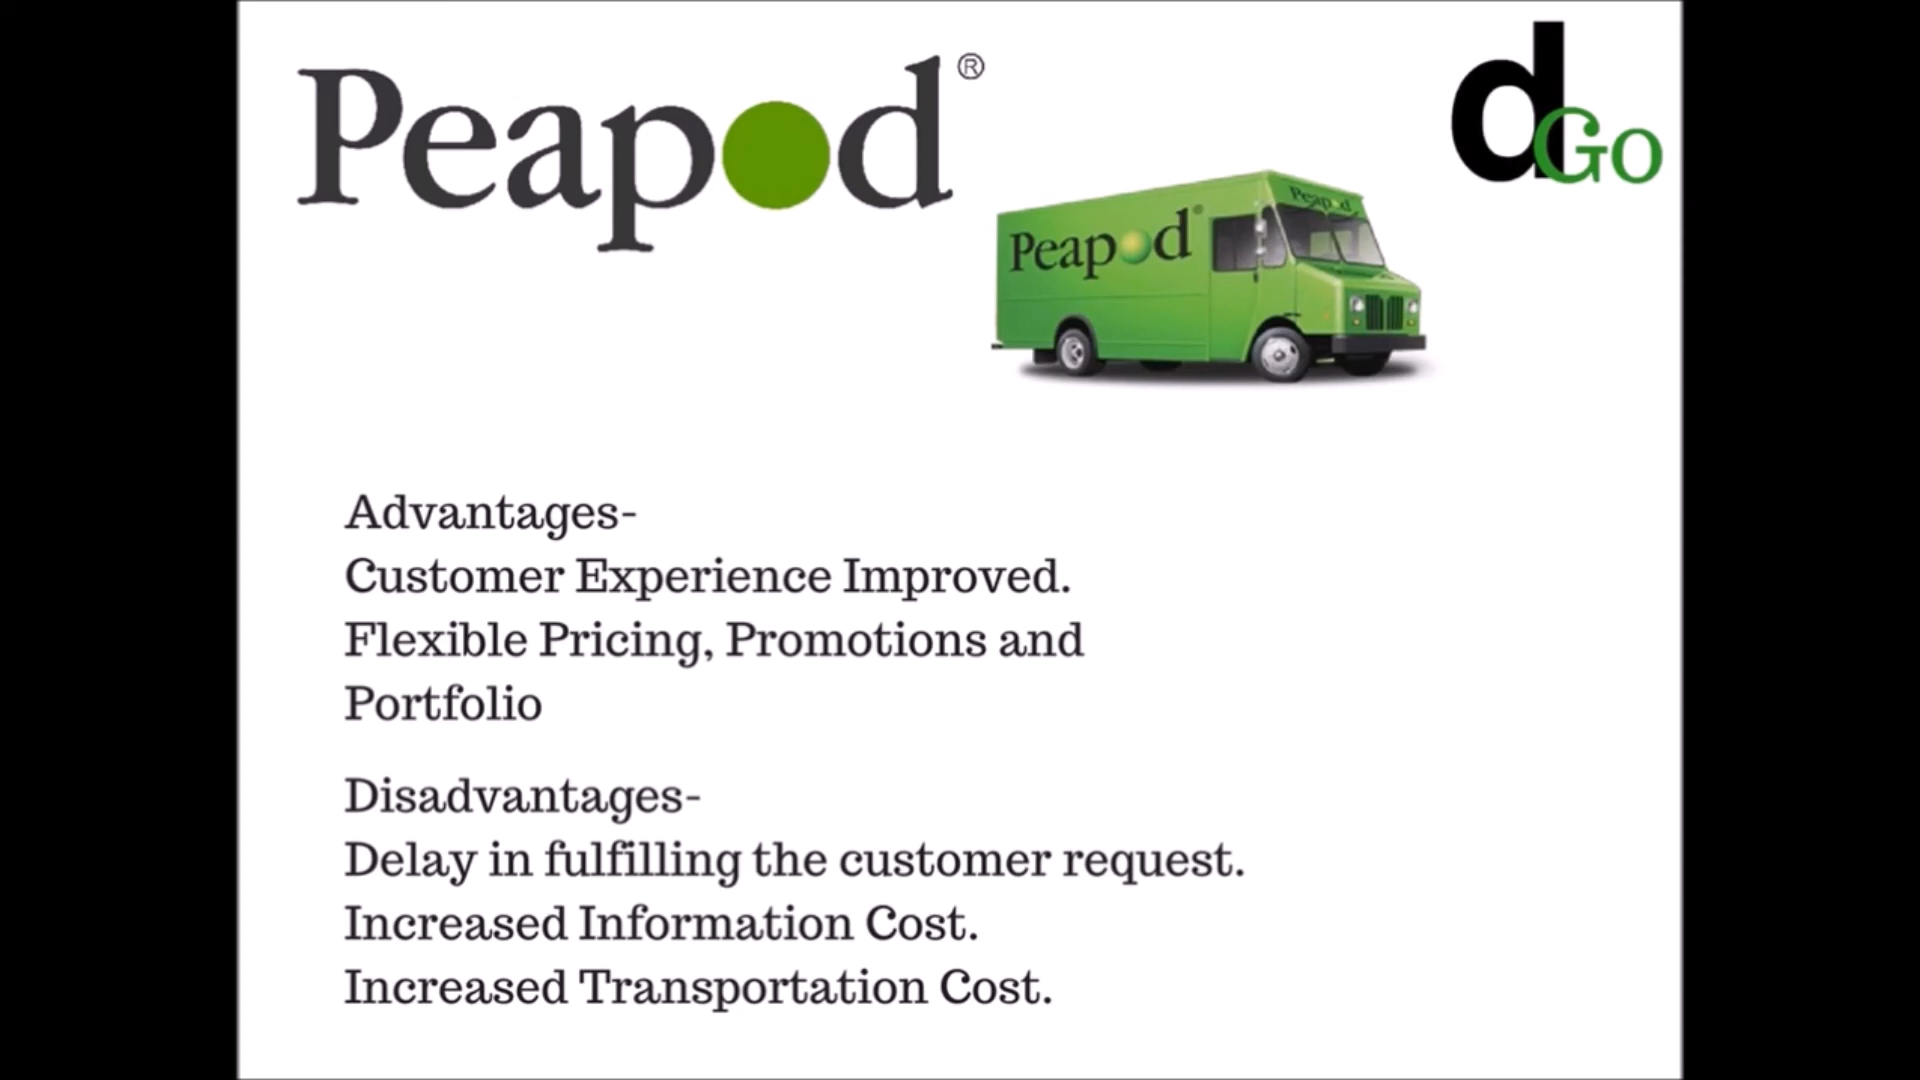 Peapod®
dGo
Peapod®
Peapod
Advantages-
Customer Experience Improved.
Flexible Pricing, Promotions and
Portfolio
Disadvantages-
Delay in fulfilling the customer request.
Increased Information Cost.
Increased Transportation Cost.